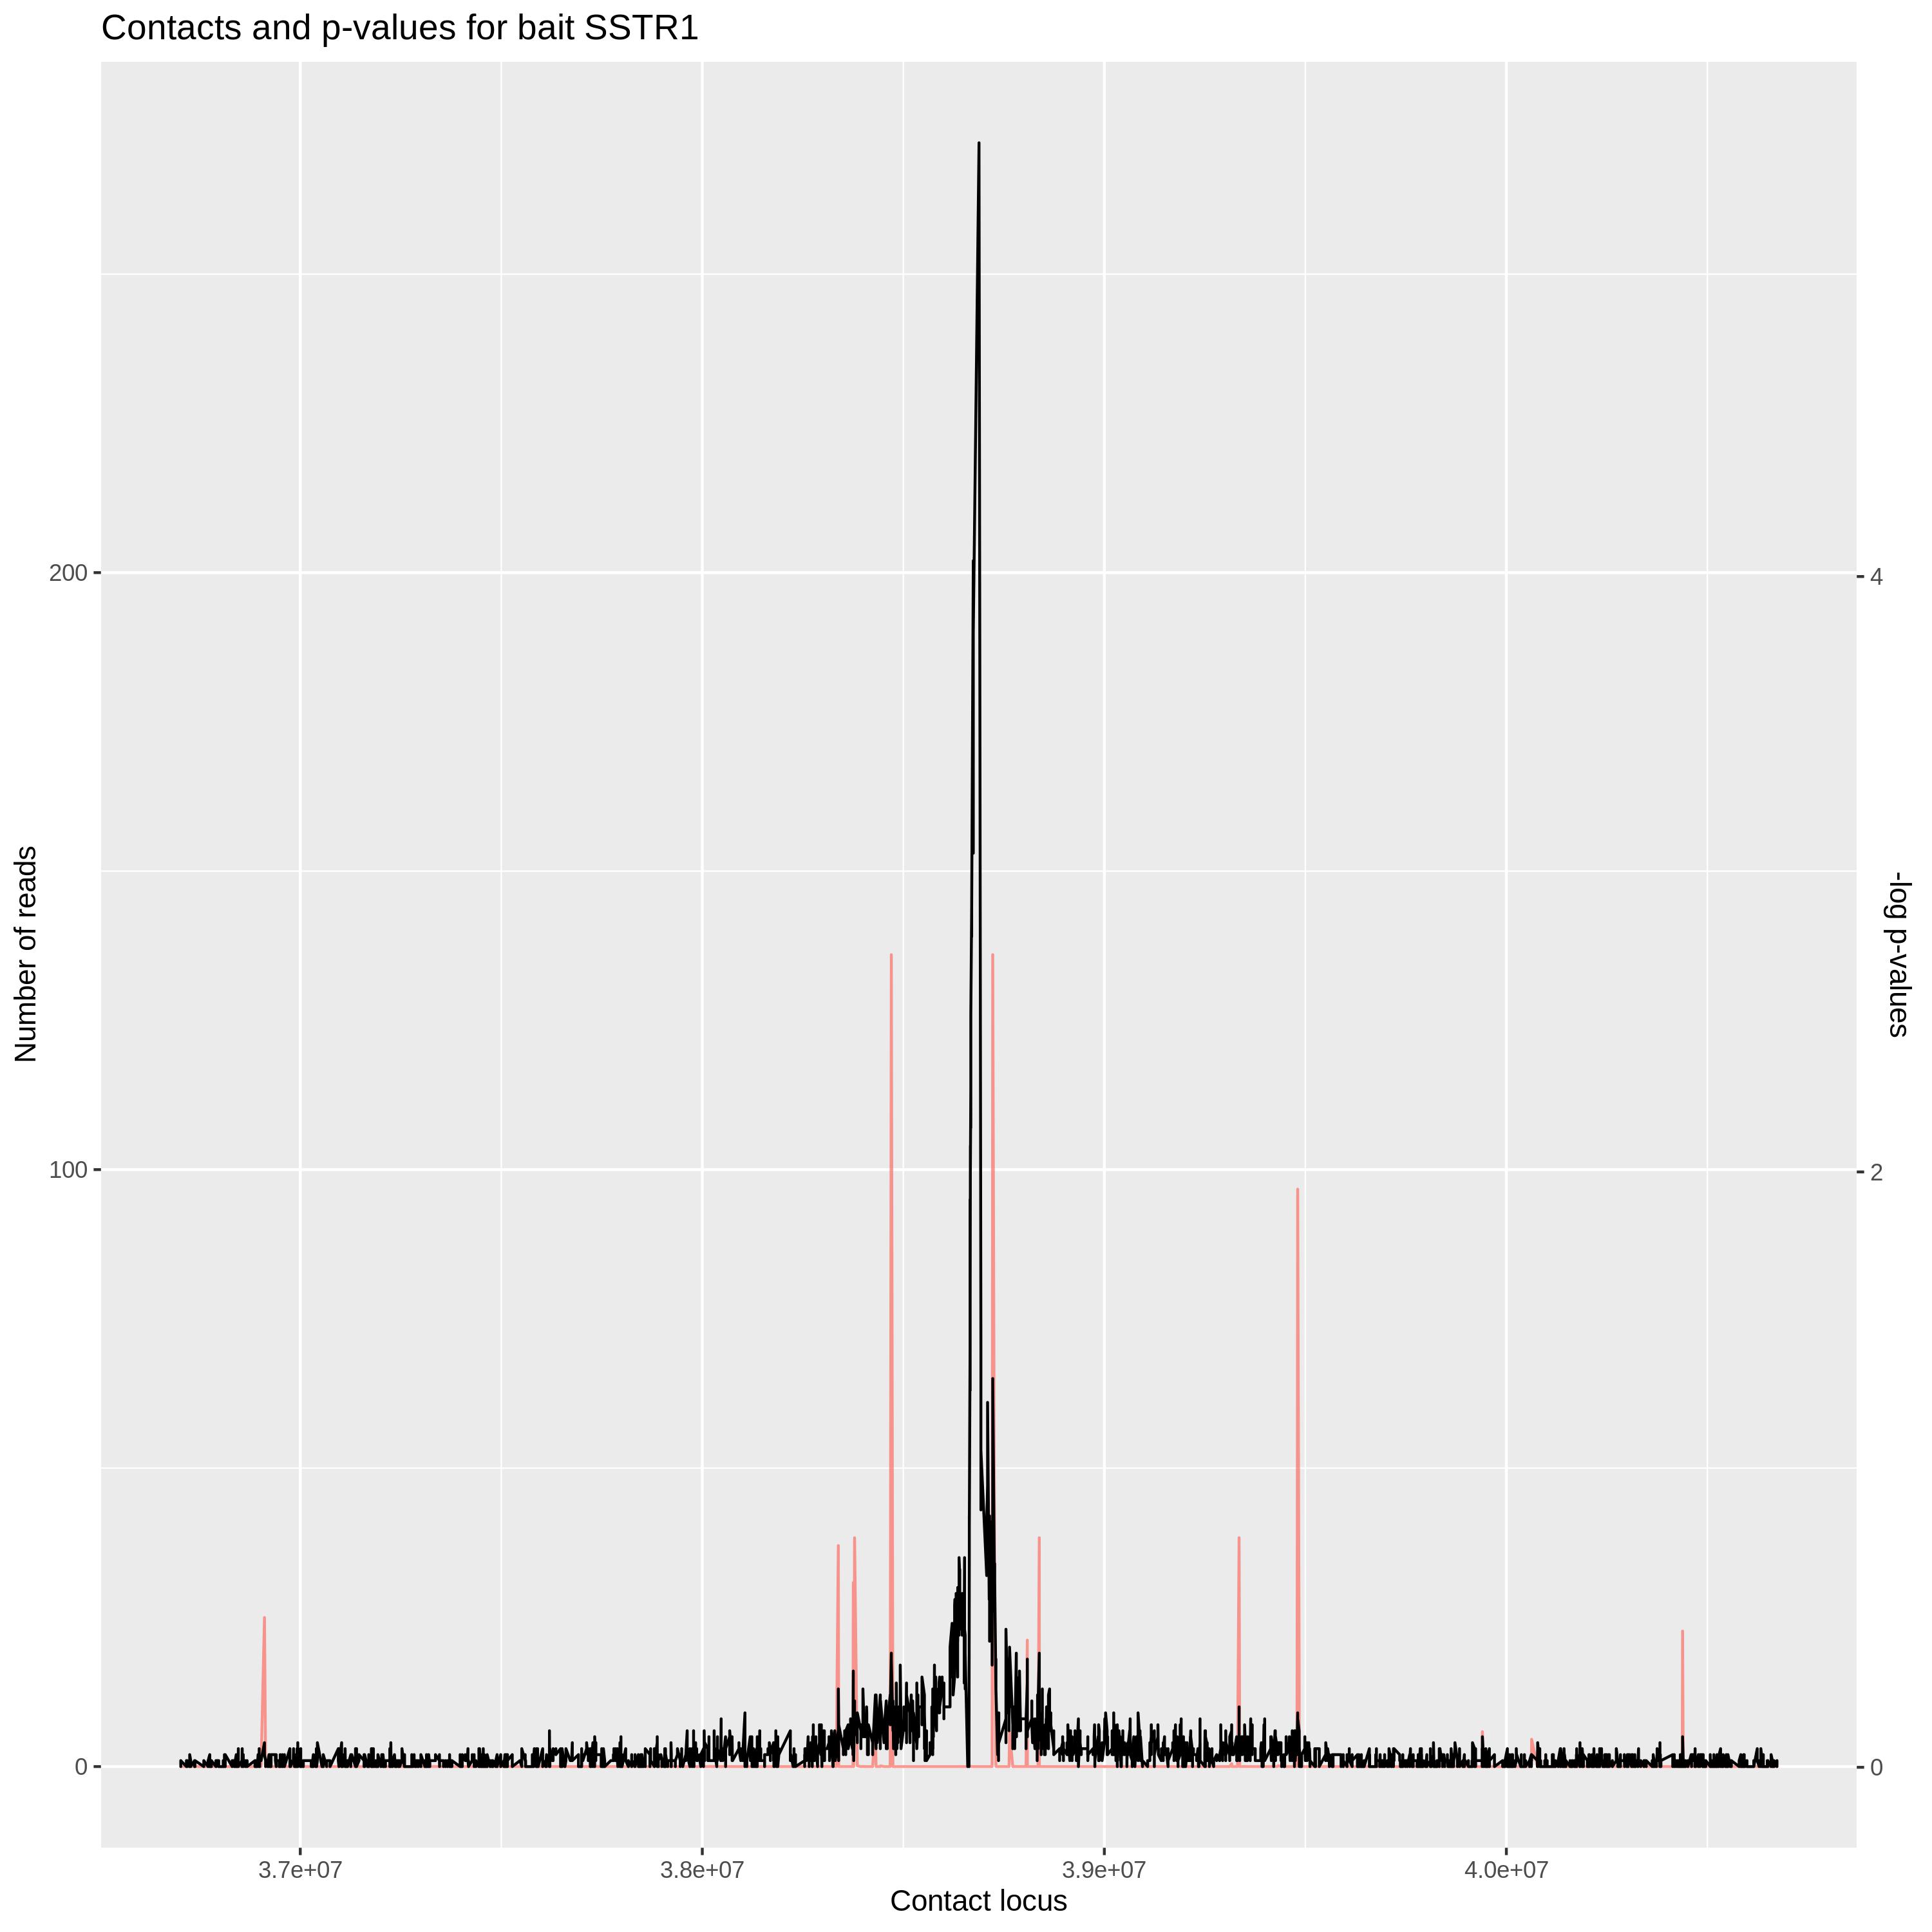 Contacts and p-values for bait SSTR1
Number of reads
200
100
0
4
2
0
-log p-values
3.7e+07 3.8e+07 3.9e+07 4.0e+07
Contact locus